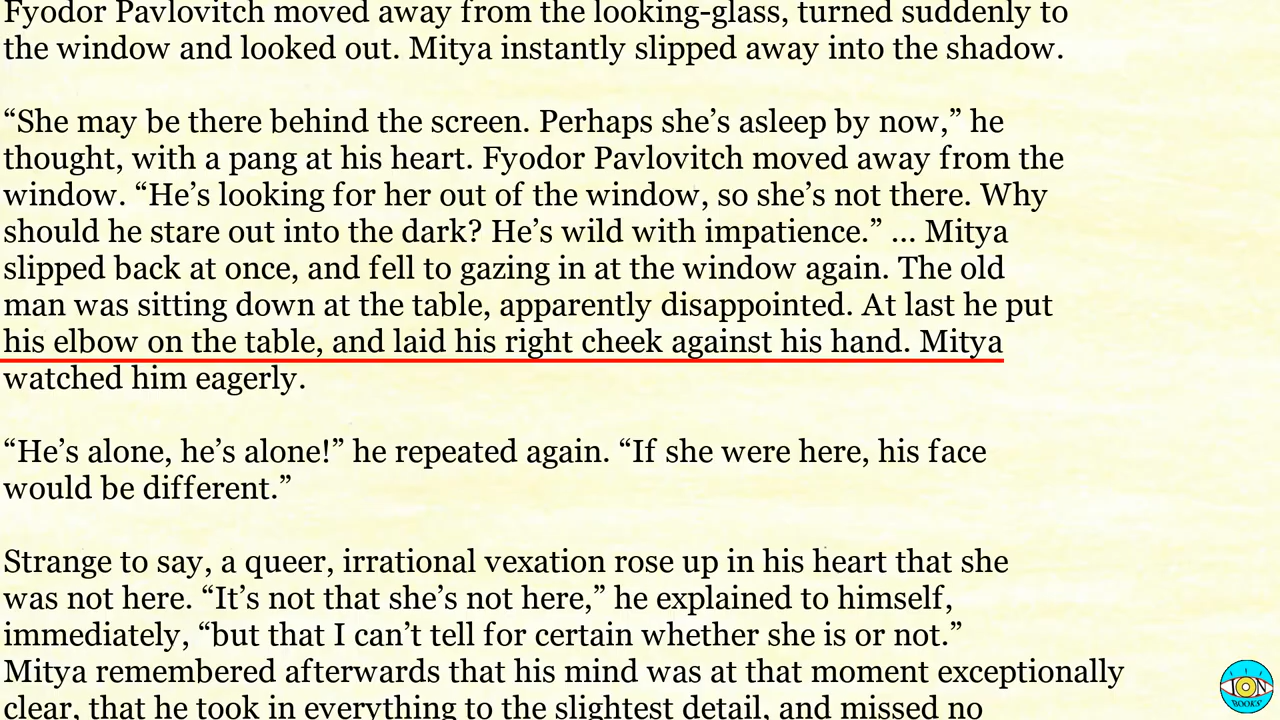 Fyodor Pavlovitch moved away from the looking-glass, turned suddenly to
the window and looked out. Mitya instantly slipped away into the shadow.
“She may be there behind the screen. Perhaps she’s asleep by now,” he
thought, with a pang at his heart. Fyodor Pavlovitch moved away from the
window. “He’s looking for her out of the window, so she’s not there. Why
should he stare out into the dark? He’s wild with impatience.” ... Mitya
slipped back at once, and fell to gazing in at the window again. The old
man was sitting down at the table, apparently disappointed. At last he put
his elbow on the table, and laid his right cheek against his hand. Mitya
watched him eagerly.
“He’s alone, he’s alone!” he repeated again. “If she were here, his face
would be different.”
Strange to say, a queer, irrational vexation rose up in his heart that she
was not here. “It’s not that she’s not here,” he explained to himself,
immediately, “but that I can’t tell for certain whether she is or not.”
Mitya remembered afterwards that his mind was at that moment exceptionally
clear, that he took in everything to the slightest detail, and missed no
ION
BOOKS